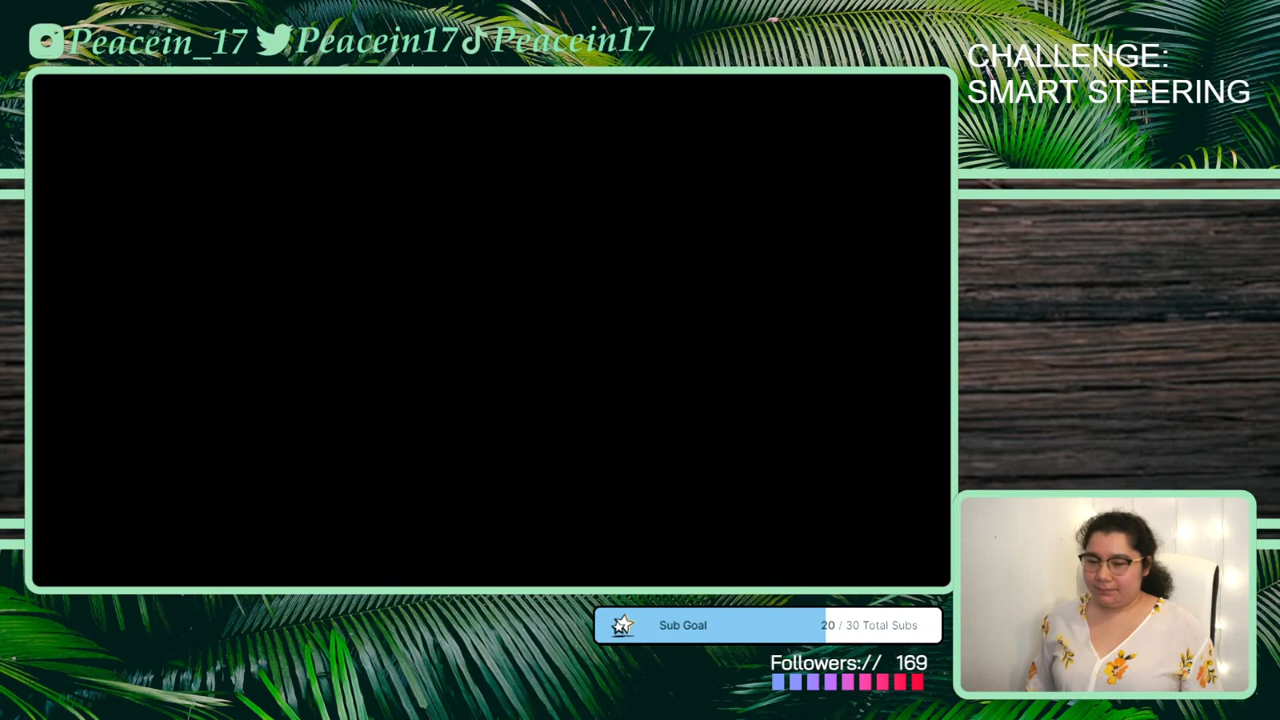 Peacein_17 Peacein17 Peacein17
CHALLENGE:
SMART STEERING
Sub Goal 20 / 30 Total Subs
Followers:// 169